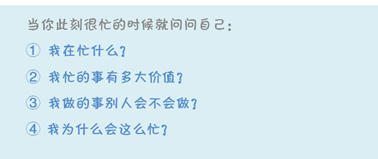 当你此刻很忙的时候就问问自己：
① 我在忙什么？
② 我忙的事有多大价值？
③ 我做的事别人会不会做？
④ 我为什么会这么忙？